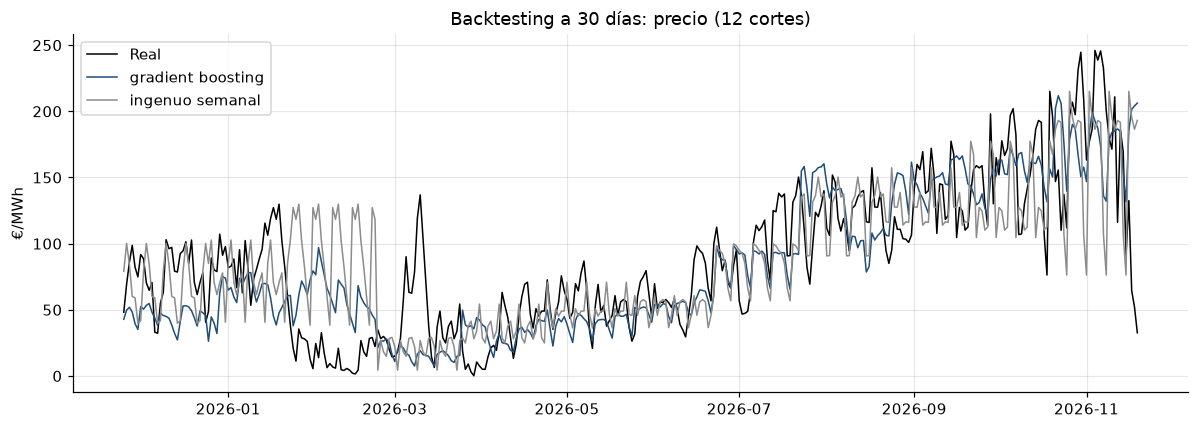 Backtesting a 30 días: precio (12 cortes)
250
200
150
100
50
0
€/MWh
Real
gradient boosting
ingenuo semanal
2026-01
2026-03
2026-05
2026-07
2026-09
2026-11